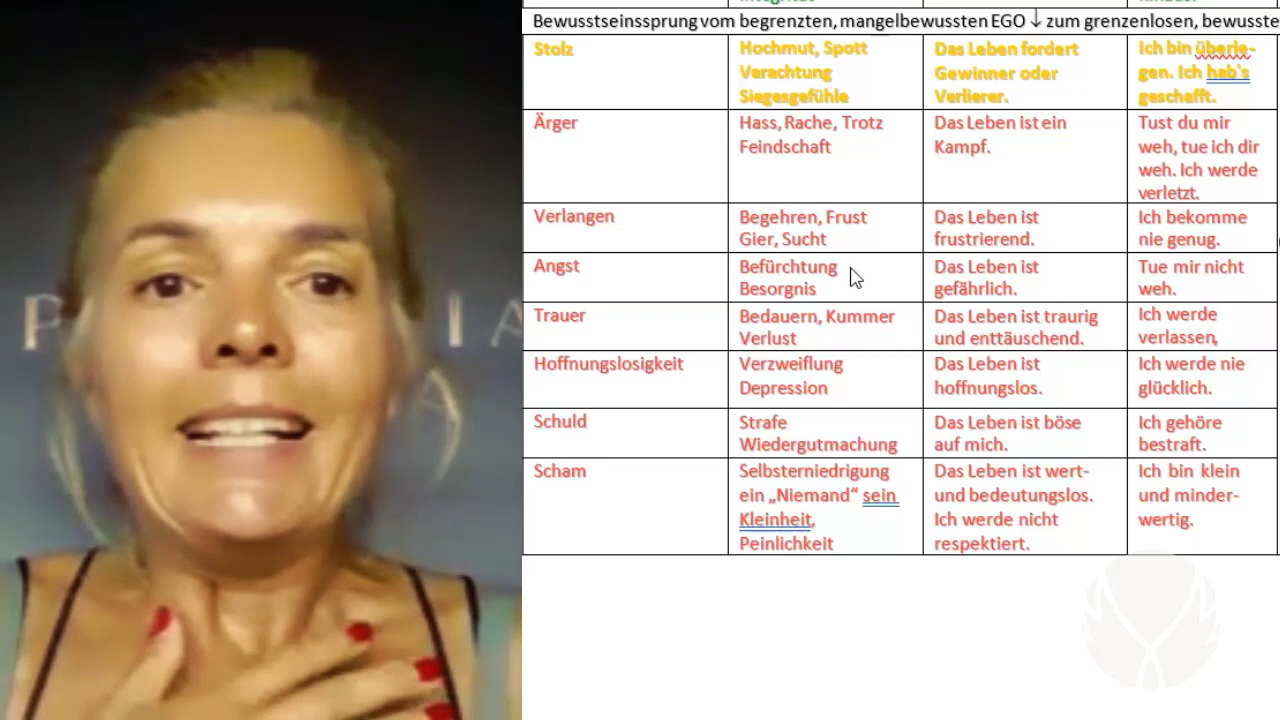 Bewusstseinssprung vom begrenzten, mangelbewussten EGO ↓ zum grenzenlosen,
Stolz
Hochmut, Spott
Verachtung
Siegesgefühle
Das Leben fordert
Gewinner oder
Verlierer.
Ich bin überle-
gen. Ich hab's
geschafft.
Ärger
Hass, Rache, Trotz
Feindschaft
Das Leben ist ein
Kampf.
Tust du mir
weh, tue ich dir
weh. Ich werde
verletzt.
Verlangen
Begehren, Frust
Gier, Sucht
Das Leben ist
frustrierend.
Ich bekomme
nie genug.
Angst
Befürchtung
Besorgnis
Das Leben ist
gefährlich.
Tue mir nicht
weh.
Trauer
Bedauern, Kummer
Verlust
Das Leben ist traurig
und enttäuschend.
Ich werde
verlassen,
Hoffnungslosigkeit
Verzweiflung
Depression
Das Leben ist
hoffnungslos.
Ich werde nie
glücklich.
Schuld
Strafe
Wiedergutmachung
Das Leben ist böse
auf mich.
Ich gehöre
bestraft.
Scham
Selbsterniedrigung
ein „Niemand“ sein
Kleinheit,
Peinlichkeit
Das Leben ist wert-
und bedeutungslos.
Ich werde nicht
respektiert.
Ich bin klein
und minder-
wertig.